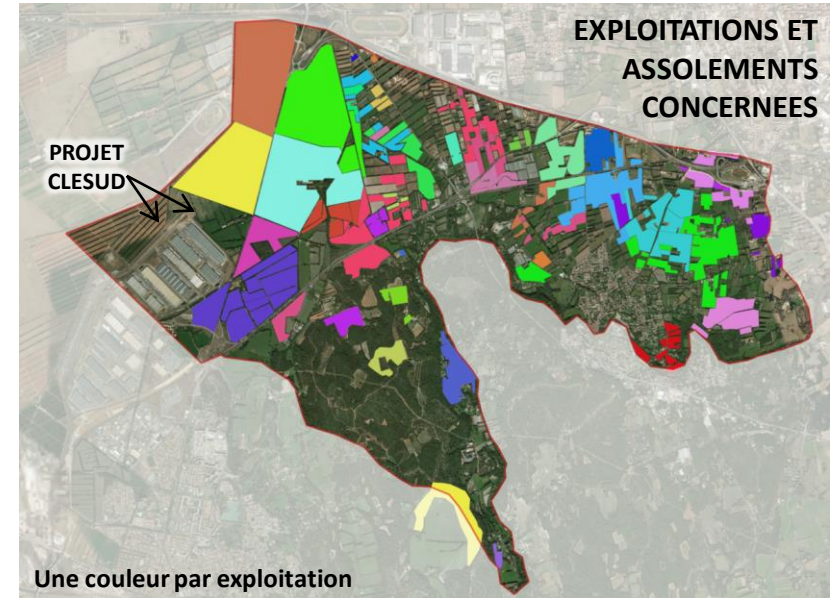 EXPLOITATIONS ET
ASSOLEMENTS
CONCERNEES
PROJET
CLESUD
Une couleur par exploitation